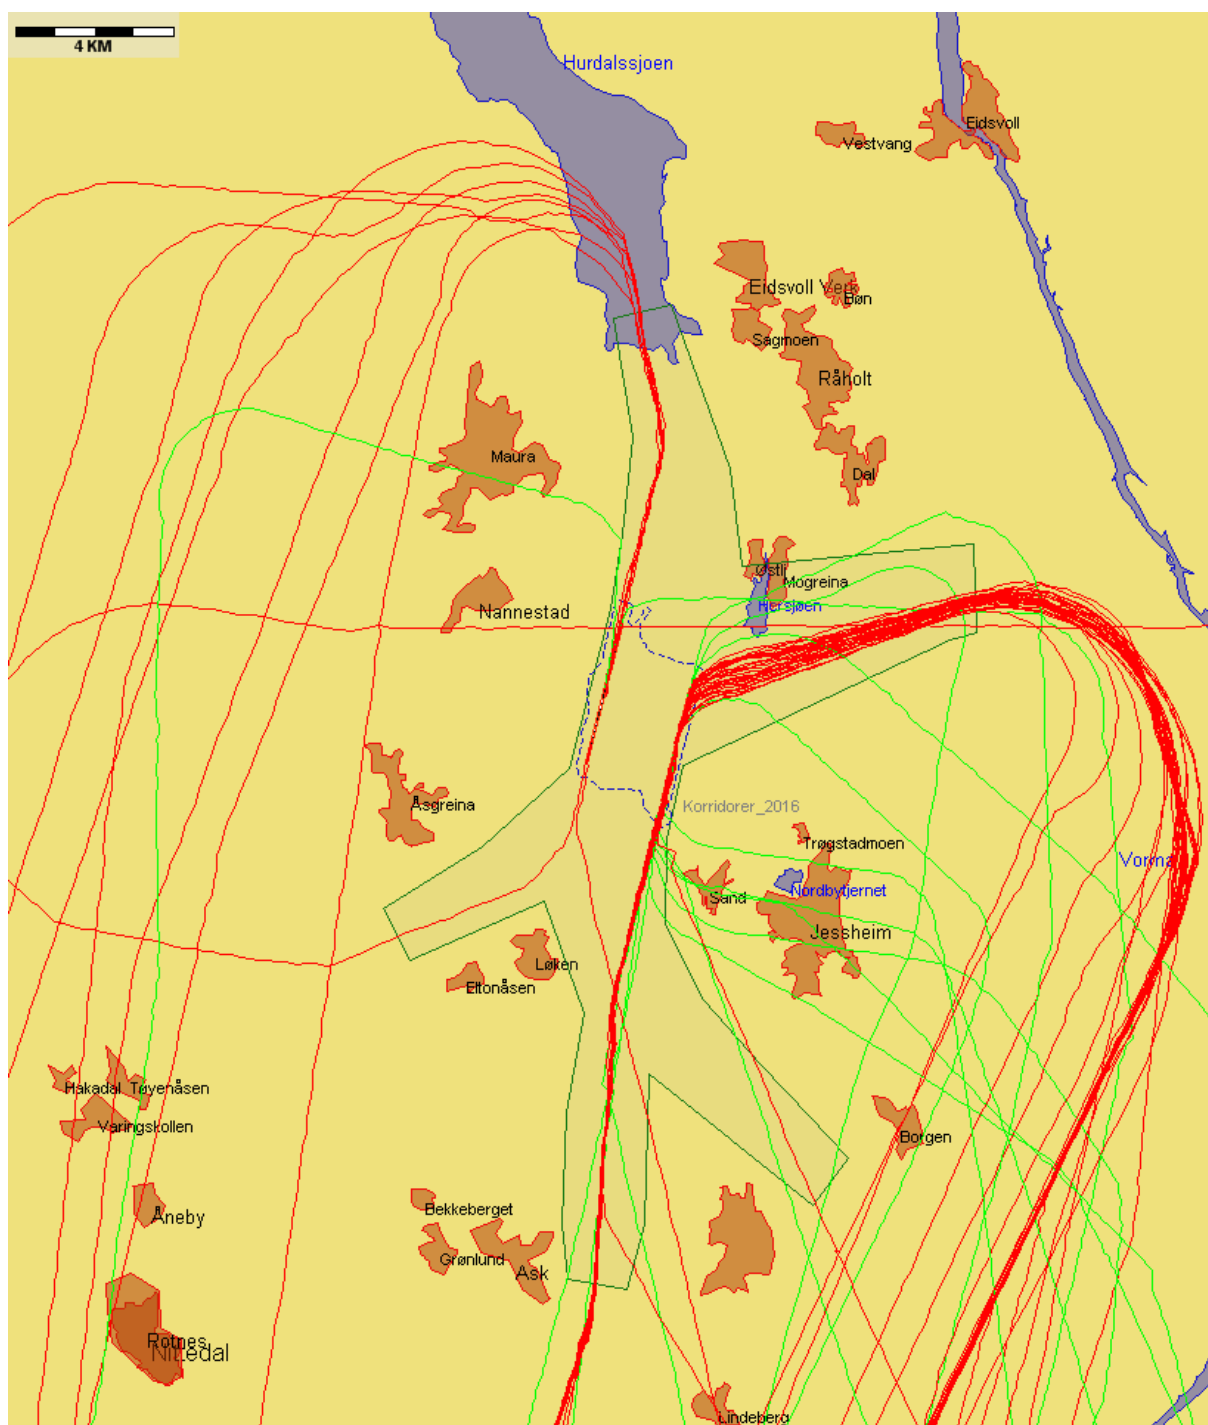 4 KM
Hurdalssjoen
Eidsvoll
Vestvang
Eidsvoll Verk
Bøn
Sagmoen
Råholt
Maura
Dal
Østli
Mogreina
Hersjøen
Nannestad
Åsgreina
Korridorer_2016
Trøgstadmoen
Vorma
Nordbytjernet
Sand
Jessheim
Løken
Eltonåsen
Hakadal
Tøyenåsen
Varingskollen
Borgen
Åneby
Bekkeberget
Grønlund
Ask
Rotnes
Nittedal
Lindeberg